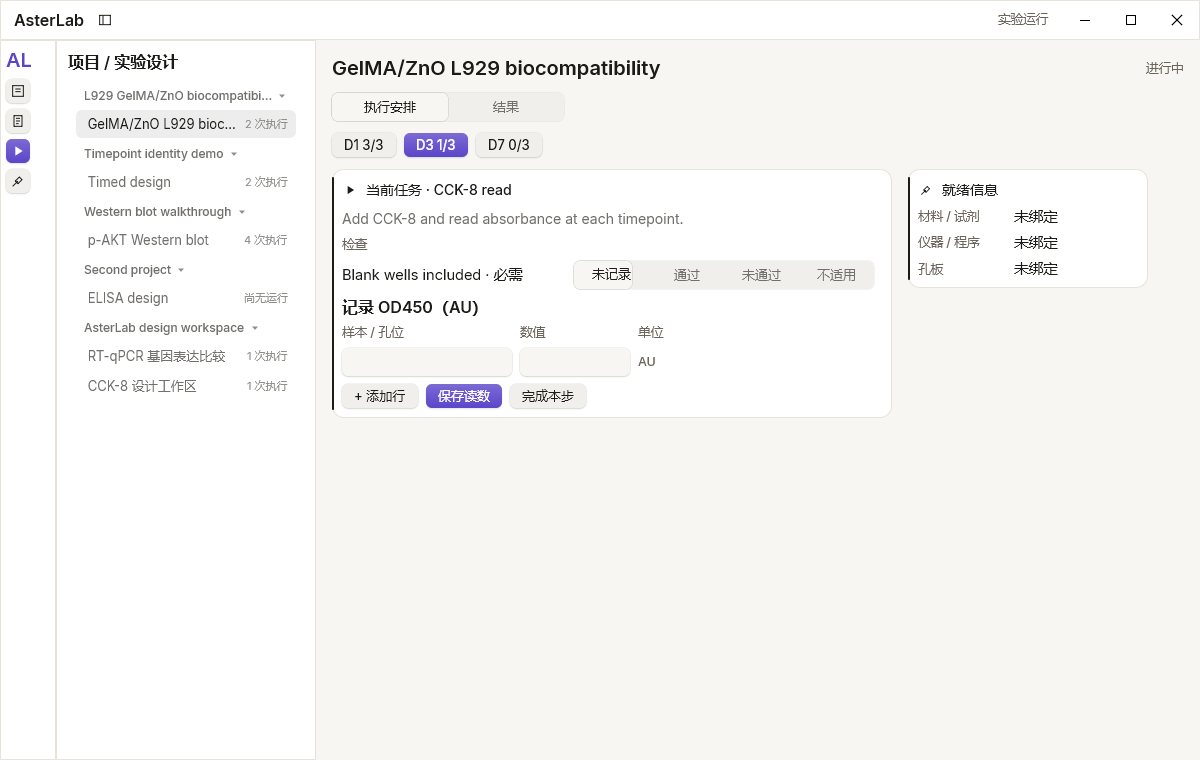 AsterLab
实验运行
AL
项目 / 实验设计
L929 GelMA/ZnO biocompatibi...
GelMA/ZnO L929 bioc... 2 次执行
Timepoint identity demo
Timed design 2 次执行
Western blot walkthrough
p-AKT Western blot 4 次执行
Second project
ELISA design 尚无运行
AsterLab design workspace
RT-qPCR 基因表达比较 1 次执行
CCK-8 设计工作区 1 次执行
GelMA/ZnO L929 biocompatibility
进行中
执行安排 结果
D1 3/3 D3 1/3 D7 0/3
当前任务 · CCK-8 read
Add CCK-8 and read absorbance at each timepoint.
检查
Blank wells included · 必需 未记录 通过 未通过 不适用
记录 OD450（AU）
样本 / 孔位 数值 单位
AU
+ 添加行 保存读数 完成本步
就绪信息
材料 / 试剂 未绑定
仪器 / 程序 未绑定
孔板 未绑定